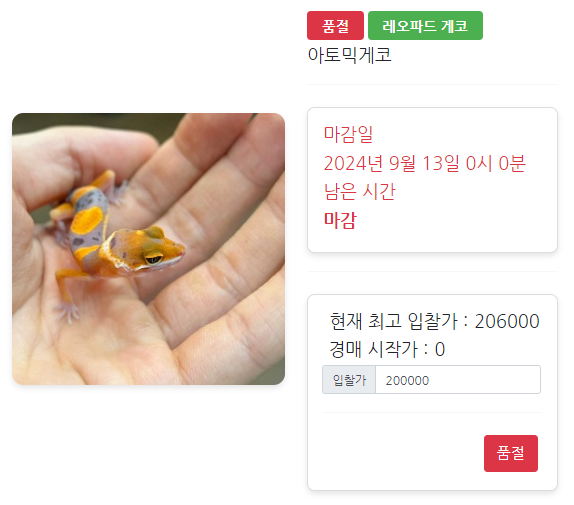 품절 레오파드 게코
아토믹게코
마감일
2024년 9월 13일 0시 0분
남은 시간
마감
현재 최고 입찰가 : 206000
경매 시작가 : 0
입찰가 200000
품절